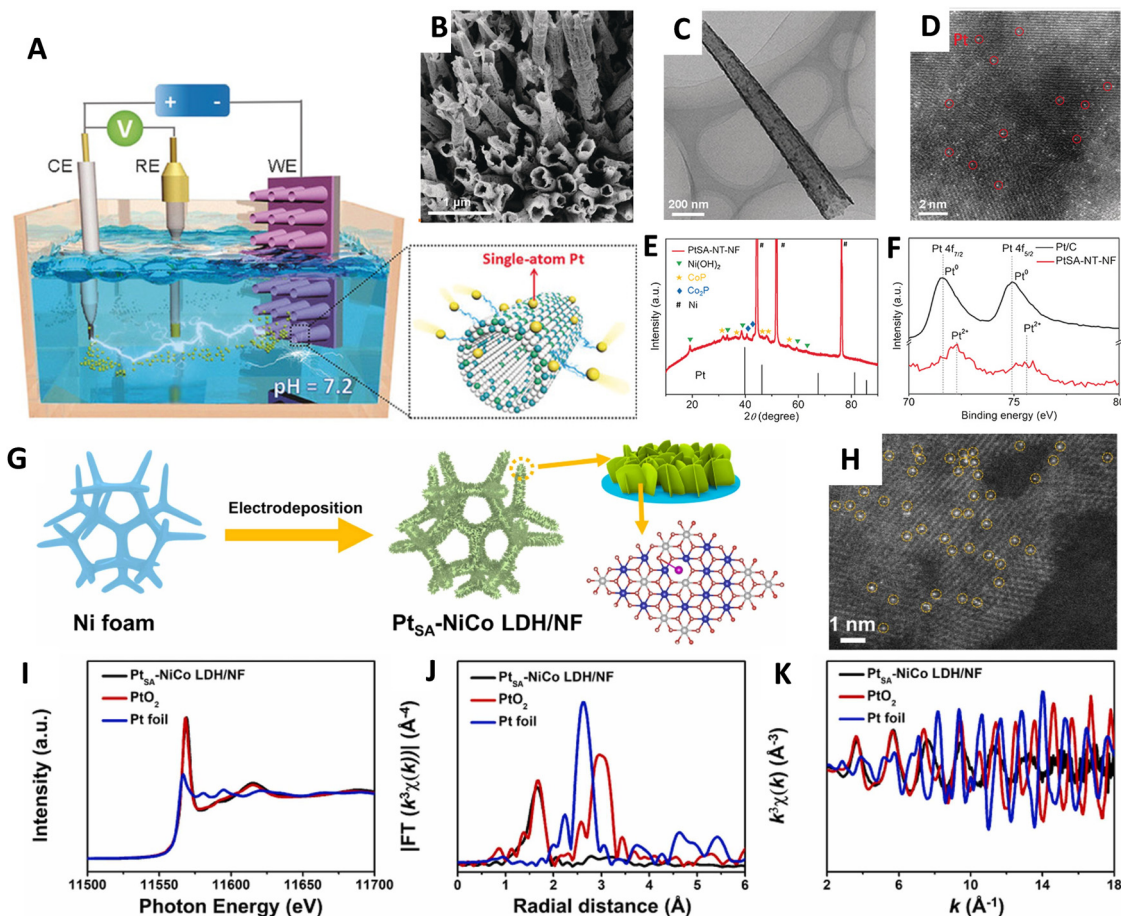 A
+ -
V
CE
RE
WE
pH = 7.2
Single-atom Pt
B
1 μm
C
200 nm
D
Pt
2 nm
E
PtSA-NT-NF
Ni(OH)₂
CoP
Co₂P
# Ni
# # #
Pt
Intensity (a.u.)
20 40 60 80
2θ (degree)
F
Pt 4f₇/₂ Pt 4f₅/₂
Pt/C
PtSA-NT-NF
Pt⁰ Pt⁰
Pt²⁺ Pt²⁺
Intensity (a.u.)
70 75 80
Binding energy (eV)
G
Ni foam
Electrodeposition
Pt_SA-NiCo LDH/NF
H
1 nm
I
Pt_SA-NiCo LDH/NF
PtO₂
Pt foil
Intensity (a.u.)
11500 11550 11600 11650 11700
Photon Energy (eV)
J
Pt_SA-NiCo LDH/NF
PtO₂
Pt foil
|FT (k³χ(k))| (Å⁻⁴)
0 1 2 3 4 5 6
Radial distance (Å)
K
Pt_SA-NiCo LDH/NF
PtO₂
Pt foil
k³χ(k) (Å⁻³)
2 6 10 14 18
k (Å⁻¹)